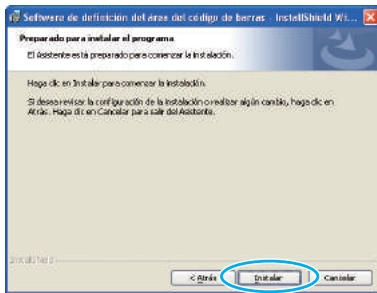 Software de definición del área del código de barras - InstallShield Wi...
Preparado para instalar el programa
El Asistente está preparado para comenzar la instalación.
Haga clic en Instalar para comenzar la instalación.
Si desea revisar la configuración de la instalación o realizar algún cambio, haga clic en
Atrás. Haga clic en Cancelar para salir del Asistente.
InstallShield
< Atrás Instalar Cancelar